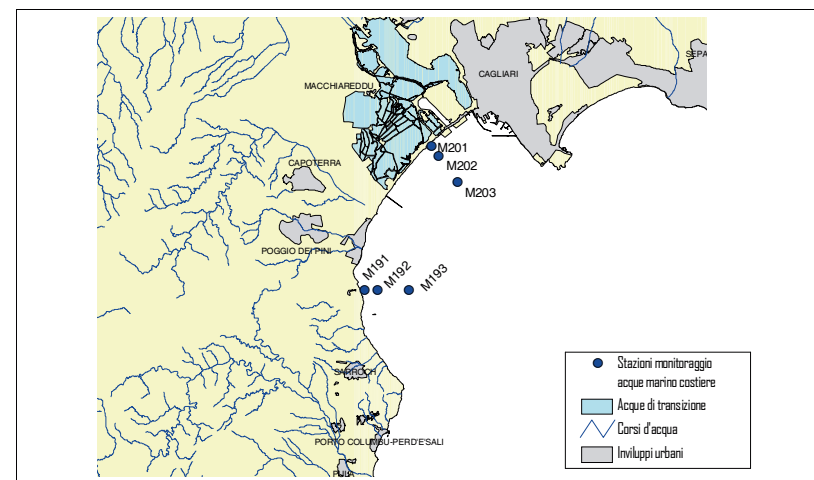 SEPA
CAGLIARI
MACCHIAREDDU
M201
M202
CAPOTERRA
M203
POGGIO DEI PINI
M191
M192
M193
SARROCH
PORTO COLUMBU-PERD'E'SALI
PULA
Stazioni monitoraggio
acque marino costiere
Acque di transizione
Corsi d'acqua
Inviluppi urbani